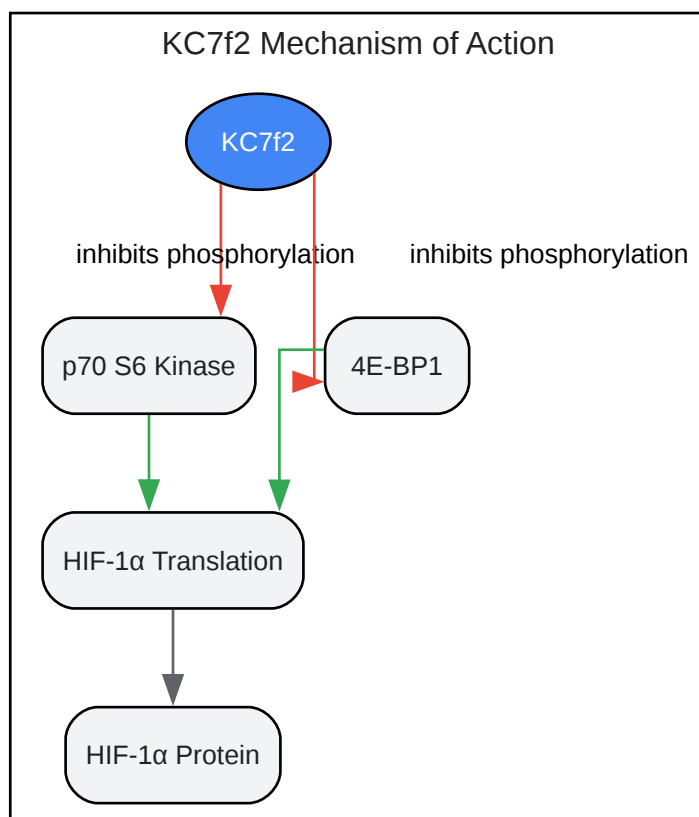 KC7f2 Mechanism of Action
KC7f2
inhibits phosphorylation
inhibits phosphorylation
p70 S6 Kinase
4E-BP1
HIF-1α Translation
HIF-1α Protein